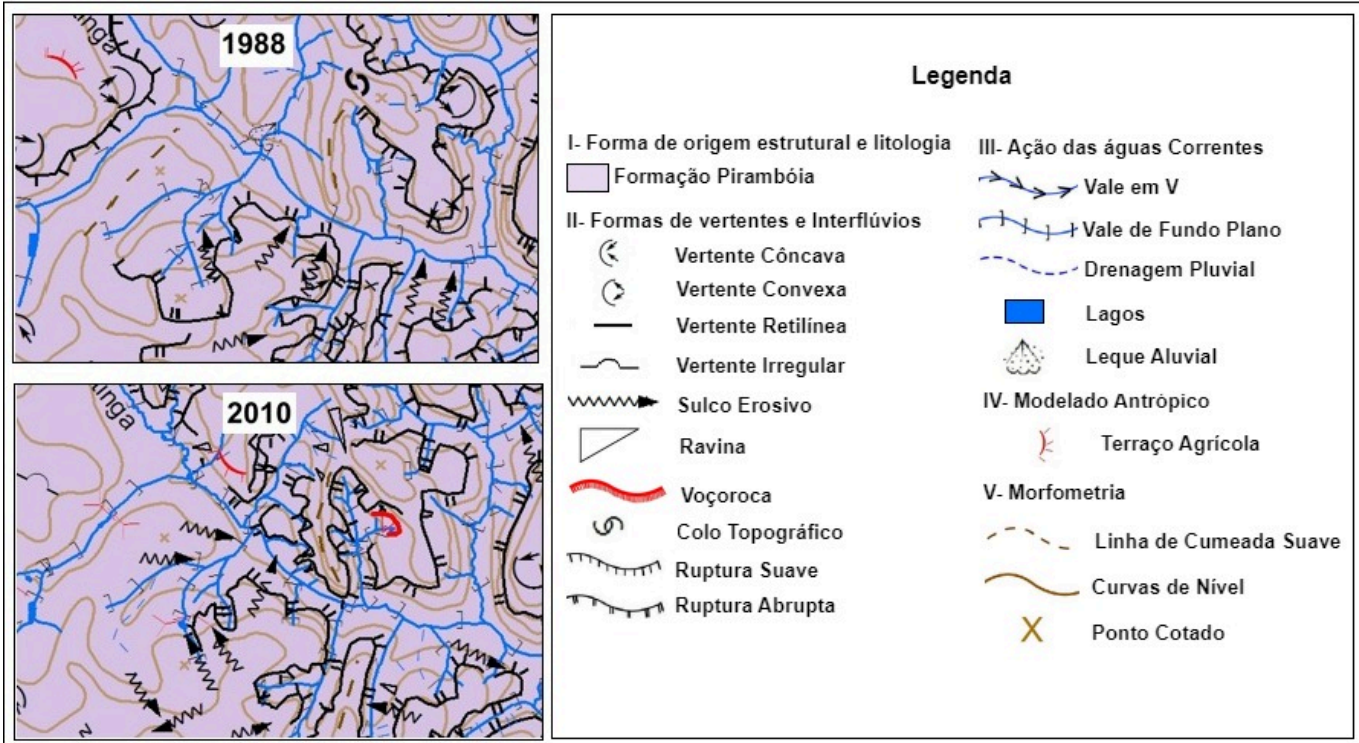 1988
inga
2010
inga
Legenda
I- Forma de origem estrutural e litologia
Formação Pirambóia
II- Formas de vertentes e Interflúvios
Vertente Côncava
Vertente Convexa
Vertente Retilínea
Vertente Irregular
Sulco Erosivo
Ravina
Voçoroca
Colo Topográfico
Ruptura Suave
Ruptura Abrupta
III- Ação das águas Correntes
Vale em V
Vale de Fundo Plano
Drenagem Pluvial
Lagos
Leque Aluvial
IV- Modelado Antrópico
Terraço Agrícola
V- Morfometria
Linha de Cumeada Suave
Curvas de Nível
Ponto Cotado